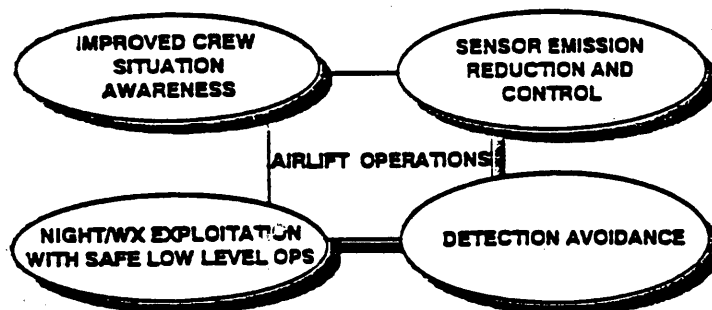 IMPROVED CREW
SITUATION
AWARENESS
SENSOR EMISSION
REDUCTION AND
CONTROL
AIRLIFT OPERATIONS
NIGHT/WX EXPLOITATION
WITH SAFE LOW LEVEL OPS
DETECTION AVOIDANCE